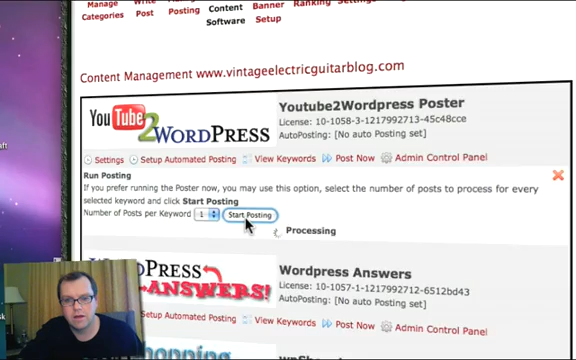 Manage Write Posting Content Banner Ranking
Categories Post Posting Software Setup
Content Management www.vintageelectricguitarblog.com
You Tube 2 WORDPRESS
Youtube2Wordpress Poster
License: 10-1058-3-1217992713-45c48cce
AutoPosting: [No auto Posting set]
Settings Setup Automated Posting View Keywords Post Now Admin Control Panel
Run Posting
If you prefer running the Poster now, you may use this option, select the number of posts to process for every
selected keyword and click Start Posting
Number of Posts per Keyword 1 Start Posting
Processing
WORDPRESS
ANSWERS!
Wordpress Answers
License: 10-1057-1-1217992712-6512bd43
AutoPosting: [No auto Posting set]
Setup Automated Posting View Keywords Post Now Admin Control Panel